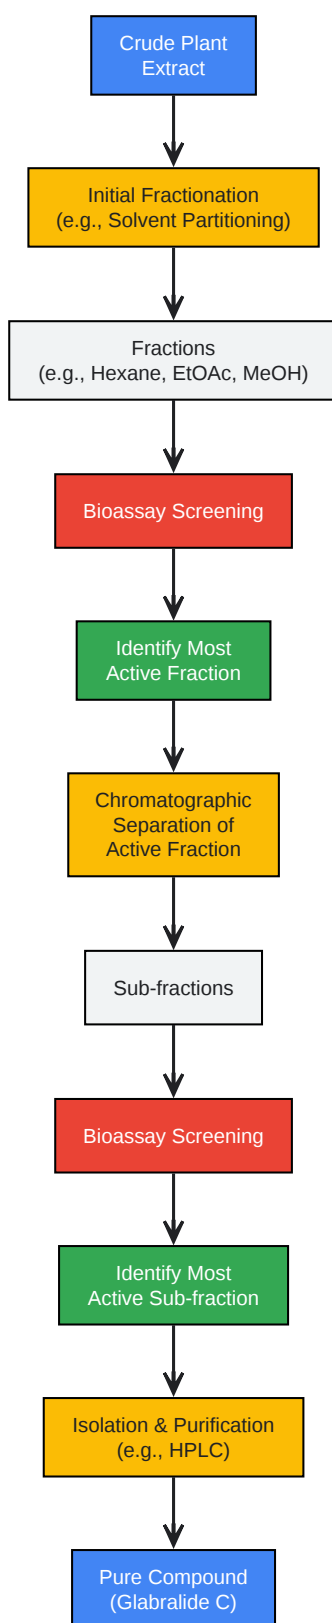 Crude Plant
Extract
Initial Fractionation
(e.g., Solvent Partitioning)
Fractions
(e.g., Hexane, EtOAc, MeOH)
Bioassay Screening
Identify Most
Active Fraction
Chromatographic
Separation of
Active Fraction
Sub-fractions
Bioassay Screening
Identify Most
Active Sub-fraction
Isolation & Purification
(e.g., HPLC)
Pure Compound
(Glabralide C)